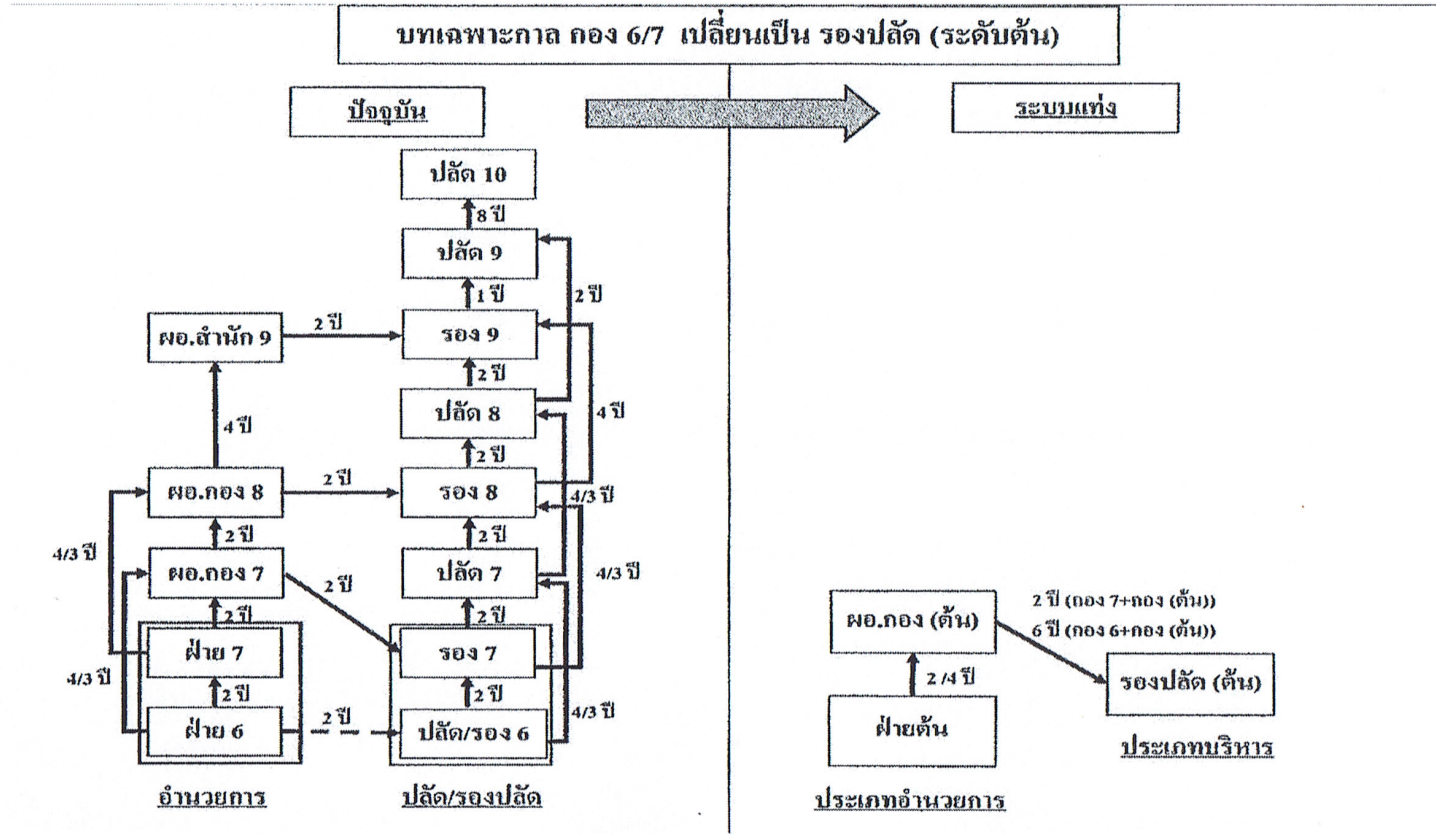 บทเฉพาะกาล กอง 6/7 เปลี่ยนเป็น รองปลัด (ระดับต้น)
ปัจจุบัน
ระบบแท่ง
ปลัด 10
8 ปี
ปลัด 9
1 ปี
2 ปี
ผอ.สำนัก 9
2 ปี
รอง 9
2 ปี
ปลัด 8
4 ปี
4 ปี
2 ปี
ผอ.กอง 8
2 ปี
รอง 8
4/3 ปี
2 ปี
2 ปี
4/3 ปี
ผอ.กอง 7
2 ปี
ปลัด 7
4/3 ปี
2 ปี
2 ปี
ฝ่าย 7
รอง 7
4/3 ปี
2 ปี
2 ปี
4/3 ปี
ฝ่าย 6
2 ปี
ปลัด/รอง 6
อำนวยการ
ปลัด/รองปลัด
ผอ.กอง (ต้น)
2 ปี (กอง 7+กอง (ต้น))
6 ปี (กอง 6+กอง (ต้น))
2 /4 ปี
รองปลัด (ต้น)
ฝ่ายต้น
ประเภทบริหาร
ประเภทอำนวยการ